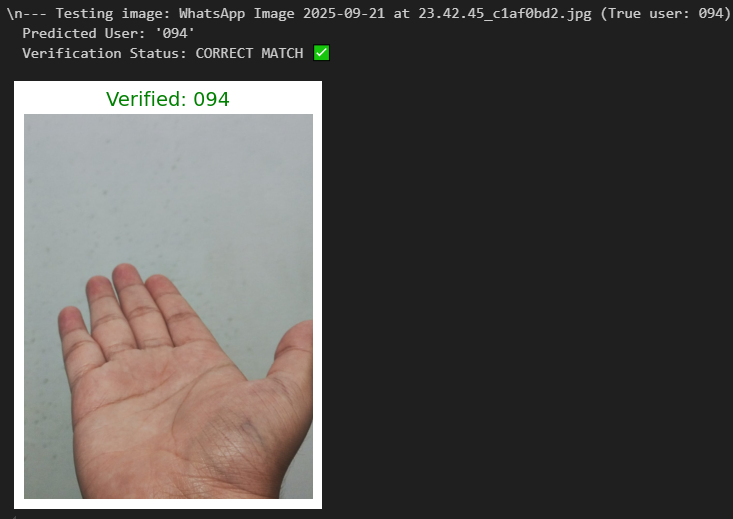 \n--- Testing image: WhatsApp Image 2025-09-21 at 23.42.45_c1af0bd2.jpg (True user: 094)
Predicted User: '094'
Verification Status: CORRECT MATCH ✅
Verified: 094